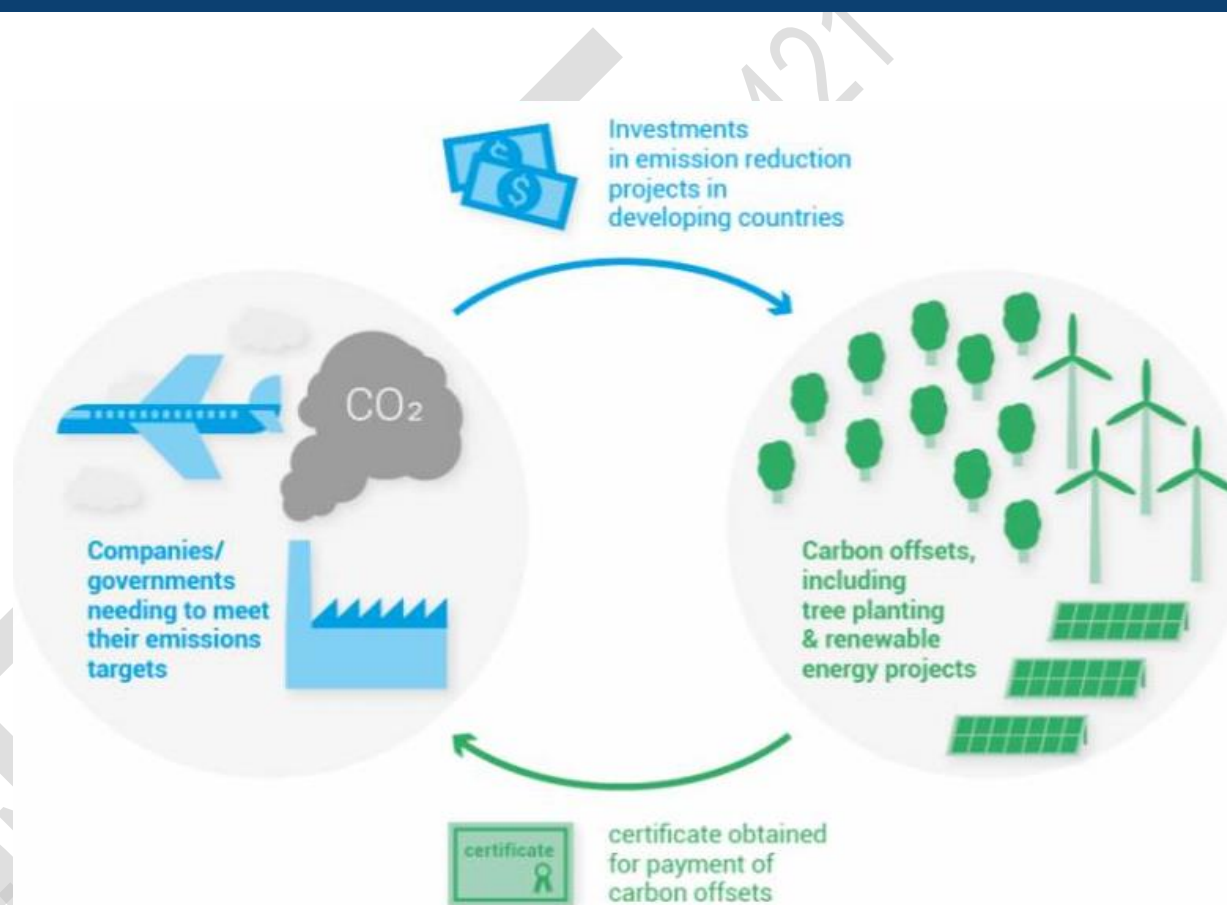 421
Investments
in emission reduction
projects in
developing countries
CO₂
Companies/
governments
needing to meet
their emissions
targets
Carbon offsets,
including
tree planting
& renewable
energy projects
certificate
certificate obtained
for payment of
carbon offsets